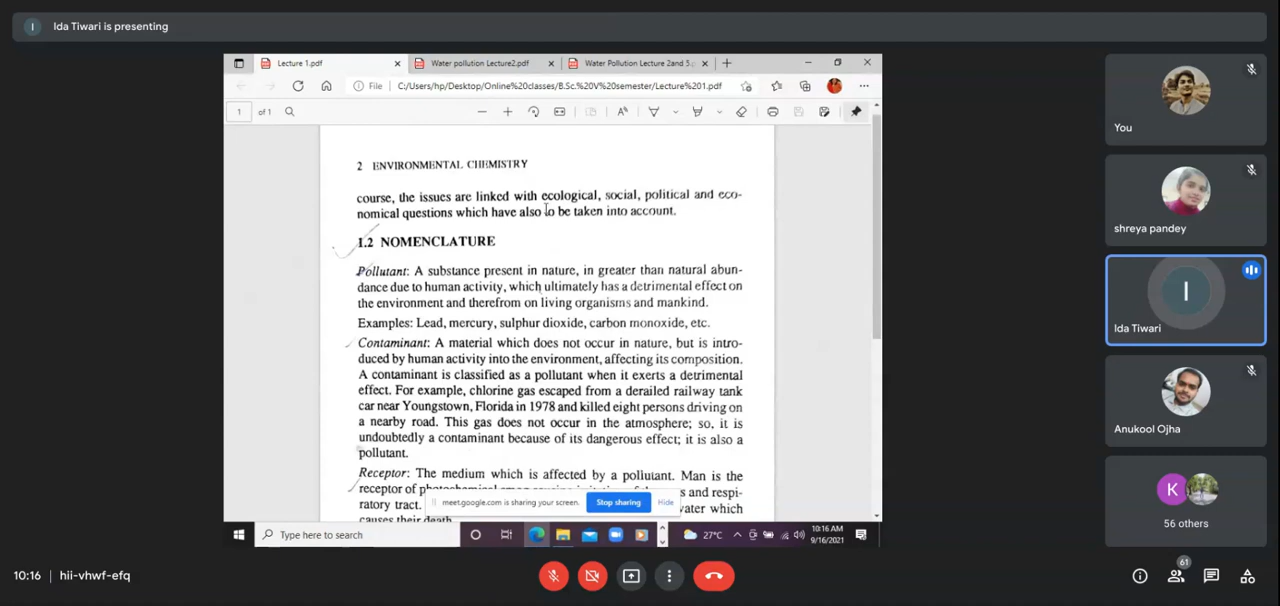 I Ida Tiwari is presenting
Lecture 1.pdf
Water pollution Lecture2.pdf
Water Pollution Lecture 2and 5.p
File
C:/Users/hp/Desktop/Online%20classes/B.Sc.%20V%20semester/Lecture%201.pdf
1 of 1
2 ENVIRONMENTAL CHEMISTRY
course, the issues are linked with ecological, social, political and eco-
nomical questions which have also to be taken into account.
1.2 NOMENCLATURE
Pollutant: A substance present in nature, in greater than natural abun-
dance due to human activity, which ultimately has a detrimental effect on
the environment and therefrom on living organisms and mankind.
Examples: Lead, mercury, sulphur dioxide, carbon monoxide, etc.
Contaminant: A material which does not occur in nature, but is intro-
duced by human activity into the environment, affecting its composition.
A contaminant is classified as a pollutant when it exerts a detrimental
effect. For example, chlorine gas escaped from a derailed railway tank
car near Youngstown, Florida in 1978 and killed eight persons driving on
a nearby road. This gas does not occur in the atmosphere; so, it is
undoubtedly a contaminant because of its dangerous effect; it is also a
pollutant.
Receptor: The medium which is affected by a pollutant. Man is the
receptor of
s and respi-
ratory tract.
vater which
causes their death
meet.google.com is sharing your screen.
Stop sharing
Hide
Type here to search
27°C
10:16 AM
9/16/2021
You
shreya pandey
I
Ida Tiwari
Anukool Ojha
K
56 others
10:16 hii-vhwf-efq
61